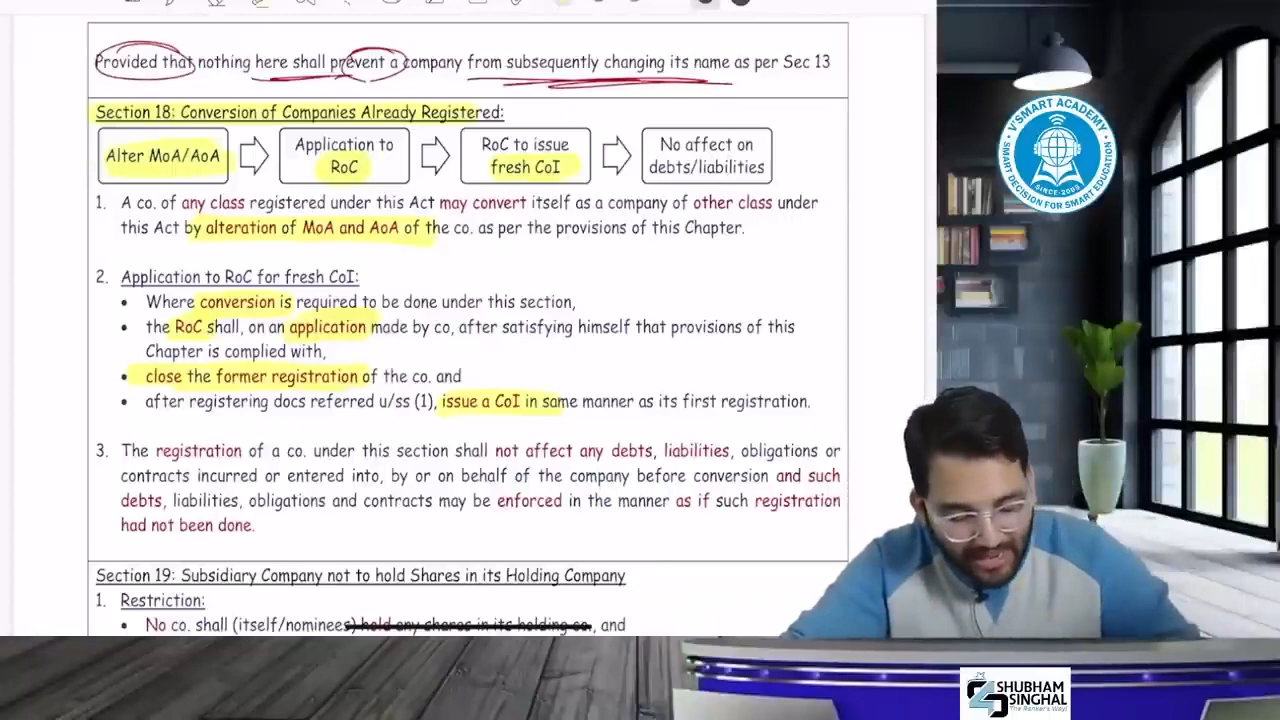 Provided that nothing here shall prevent a company from subsequently changing its name as per Sec 13
Section 18: Conversion of Companies Already Registered:
Alter MoA/AoA
Application to
RoC
RoC to issue
fresh CoI
No affect on
debts/liabilities
1. A co. of any class registered under this Act may convert itself as a company of other class under
this Act by alteration of MoA and AoA of the co. as per the provisions of this Chapter.
2. Application to RoC for fresh CoI:
• Where conversion is required to be done under this section,
• the RoC shall, on an application made by co, after satisfying himself that provisions of this
Chapter is complied with,
• close the former registration of the co. and
• after registering docs referred u/ss (1), issue a CoI in same manner as its first registration.
3. The registration of a co. under this section shall not affect any debts, liabilities, obligations or
contracts incurred or entered into, by or on behalf of the company before conversion and such
debts, liabilities, obligations and contracts may be enforced in the manner as if such registration
had not been done.
Section 19: Subsidiary Company not to hold Shares in its Holding Company
1. Restriction:
• No co. shall (itself/nominees) hold any shares in its holding co., and
V'SMART ACADEMY
SINCE-2003
SMART DECISION FOR SMART EDUCATION
SHUBHAM
SINGHAL
The Ranker's Way!